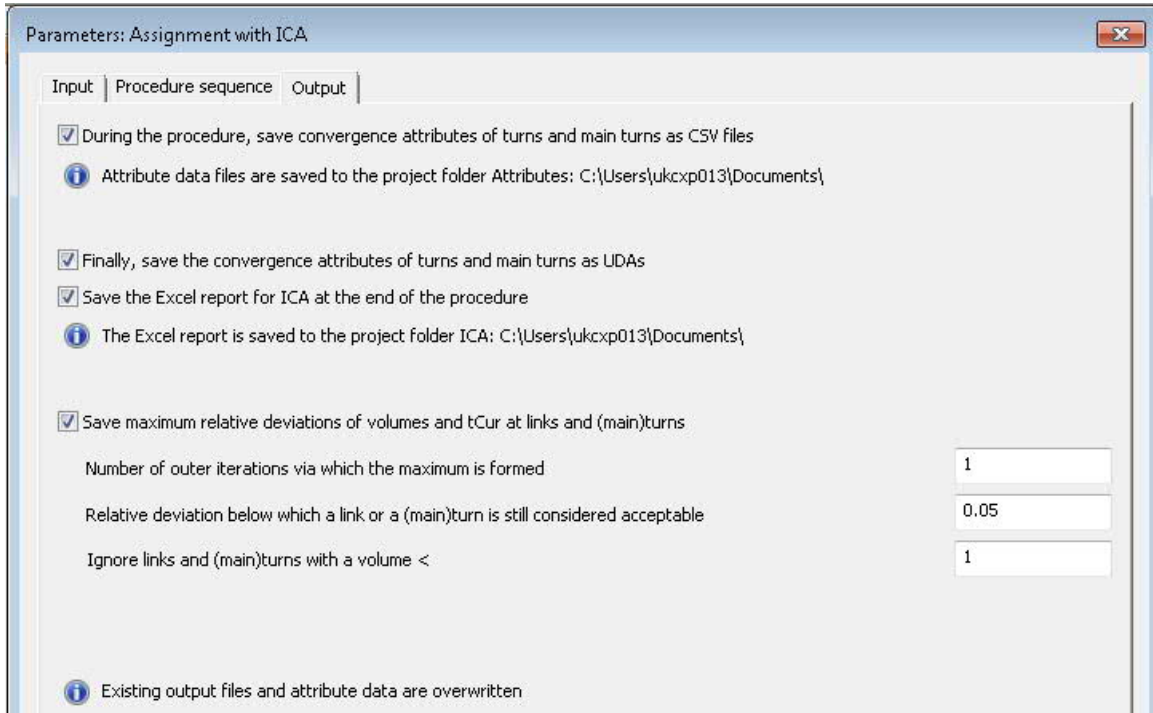 Parameters: Assignment with ICA
Input Procedure sequence Output
During the procedure, save convergence attributes of turns and main turns as CSV files
Attribute data files are saved to the project folder Attributes: C:\Users\ukcxp013\Documents\
Finally, save the convergence attributes of turns and main turns as UDAs
Save the Excel report for ICA at the end of the procedure
The Excel report is saved to the project folder ICA: C:\Users\ukcxp013\Documents\
Save maximum relative deviations of volumes and tCur at links and (main)turns
Number of outer iterations via which the maximum is formed 1
Relative deviation below which a link or a (main)turn is still considered acceptable 0.05
Ignore links and (main)turns with a volume < 1
Existing output files and attribute data are overwritten